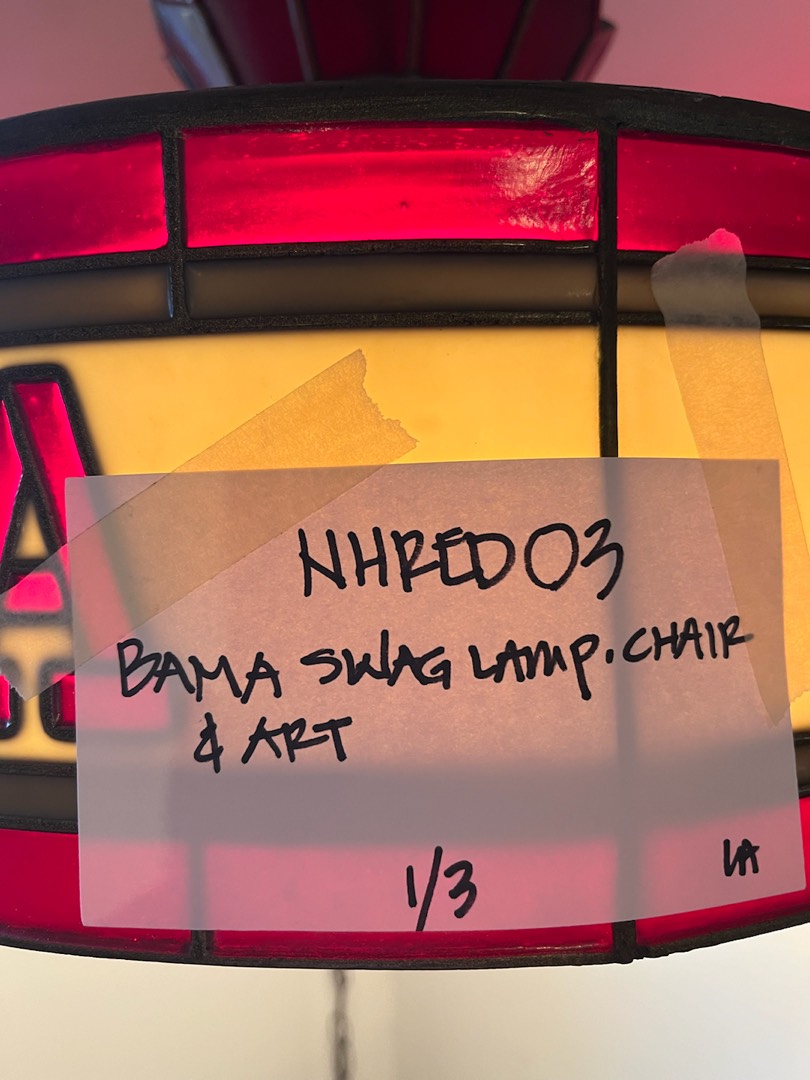 A
NHRED03
BAMA SWAG LAMP. CHAIR
& ART
1/3
LA